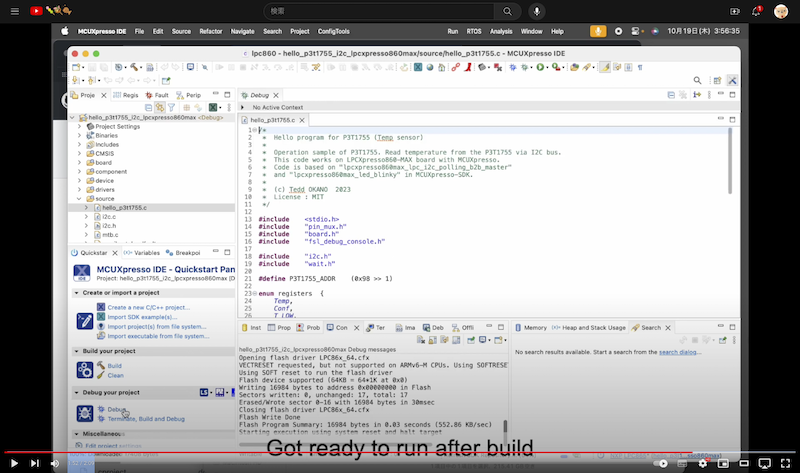 検索
MCUXpresso IDE File Edit Source Refactor Navigate Search Project ConfigTools Run RTOS Analysis Window Help 10月19日(木) 3:56:35
lpc860 - hello_p3t1755_i2c_lpcxpresso860max/source/hello_p3t1755.c - MCUXpresso IDE
Proje Regis Fault Perip
hello_p3t1755_i2c_lpcxpresso860max <Debug>
Project Settings
Binaries
Includes
CMSIS
board
component
device
drivers
source
hello_p3t1755.c
i2c.c
i2c.h
mtb.c
Debug
No Active Context
hello_p3t1755.c
1 /*
2 * Hello program for P3T1755 (Temp sensor)
3 *
4 * Operation sample of P3T1755. Read temperature from the P3T1755 via I2C bus.
5 * This code works on LPCXpresso860-MAX board with MCUXpresso.
6 * Code is based on "lpcxpresso860max_lpc_i2c_polling_b2b_master"
7 * and "lpcxpresso860max_led_blinky" in MCUXpresso-SDK.
8 *
9 * (c) Tedd OKANO 2023
10 * License : MIT
11 */
12
13 #include <stdio.h>
14 #include "pin_mux.h"
15 #include "board.h"
16 #include "fsl_debug_console.h"
17
18 #include "i2c.h"
19 #include "wait.h"
20
21 #define P3T1755_ADDR (0x98 >> 1)
22
23 enum registers {
24 Temp,
25 Conf,
26 T_LOW,
Quickstar Variables Breakpoi
MCUXpresso IDE - Quickstart Pan
Project: hello_p3t1755_i2c_lpcxpresso860max [D
Create or import a project
Create a new C/C++ project...
Import SDK example(s)...
Import project(s) from file system...
Import executable from file system...
Build your project
Build
Clean
Debug your project
Debug
Terminate, Build and Debug
Miscellaneous
Edit project settings
Inst Prop Prob Con Ter Ima Deb Offli
hello_p3t1755_i2c_lpcxpresso860max Debug messages
Opening flash driver LPC86x_64.cfx
VECTRESET requested, but not supported on ARMv6-M CPUs. Using SOFTRESE
Using SOFT reset to run the flash driver
Flash device supported (64KB = 64*1K at 0x0)
Writing 16984 bytes to address 0x00000000 in Flash
Sectors written: 0, unchanged: 17, total: 17
Erased/Wrote sector 0-16 with 16984 bytes in 30msec
Closing flash driver LPC86x_64.cfx
Flash Write Done
Flash Program Summary: 16984 bytes in 0.03 seconds (552.86 KB/sec)
Starting execution using system reset and halt target
Memory Heap and Stack Usage Search
No search results available. Start a search from the search dialog...
Got ready to run after build